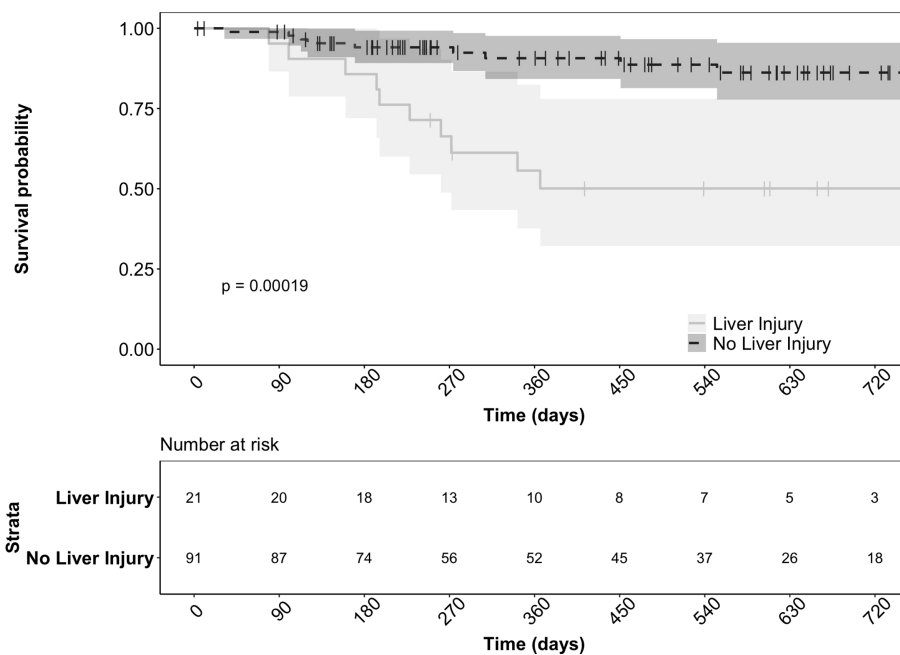 1.00
0.75
0.50
0.25
0.00
Survival probability
p = 0.00019
Liver Injury
No Liver Injury
0 90 180 270 360 450 540 630 720
Time (days)
Number at risk
Strata
Liver Injury 21 20 18 13 10 8 7 5 3
No Liver Injury 91 87 74 56 52 45 37 26 18
0 90 180 270 360 450 540 630 720
Time (days)